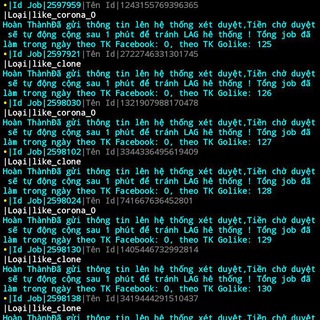 •|Id Job|2597959|Tên Id|1243155769396365
|Loại|like_corona_0
Hoàn ThànhĐã gửi thông tin lên hệ thống xét duyệt,Tiền chờ duyệt
sẽ tự động cộng sau 1 phút để tránh LAG hê thống ! Tổng job đã
làm trong ngày theo TK Facebook: 0, theo TK Golike: 125
•|Id Job|2597921|Tên Id|2722746331301745
|Loại|like_clone
Hoàn ThànhĐã gửi thông tin lên hệ thống xét duyệt,Tiền chờ duyệt
sẽ tự động cộng sau 1 phút để tránh LAG hê thống ! Tổng job đã
làm trong ngày theo TK Facebook: 0, theo TK Golike: 126
•|Id Job|2598030|Tên Id|1321907988170478
|Loại|like_corona_0
Hoàn ThànhĐã gửi thông tin lên hệ thống xét duyệt,Tiền chờ duyệt
sẽ tự động cộng sau 1 phút để tránh LAG hê thống ! Tổng job đã
làm trong ngày theo TK Facebook: 0, theo TK Golike: 127
•|Id Job|2598102|Tên Id|3344336495619409
|Loại|like_clone
Hoàn ThànhĐã gửi thông tin lên hệ thống xét duyệt,Tiền chờ duyệt
sẽ tự động cộng sau 1 phút để tránh LAG hê thống ! Tổng job đã
làm trong ngày theo TK Facebook: 0, theo TK Golike: 128
•|Id Job|2598024|Tên Id|741667636452801
|Loại|like_corona_0
Hoàn ThànhĐã gửi thông tin lên hệ thống xét duyệt,Tiền chờ duyệt
sẽ tự động cộng sau 1 phút để tránh LAG hê thống ! Tổng job đã
làm trong ngày theo TK Facebook: 0, theo TK Golike: 129
•|Id Job|2598130|Tên Id|1405446732992814
|Loại|like_clone
Hoàn ThànhĐã gửi thông tin lên hệ thống xét duyệt,Tiền chờ duyệt
sẽ tự động cộng sau 1 phút để tránh LAG hê thống ! Tổng job đã
làm trong ngày theo TK Facebook: 0, theo TK Golike: 130
•|Id Job|2598138|Tên Id|3419444291510437
|Loại|like_clone
Hoàn ThànhĐã gửi thông tin lên hệ thống xét duyệt,Tiền chờ duyệt